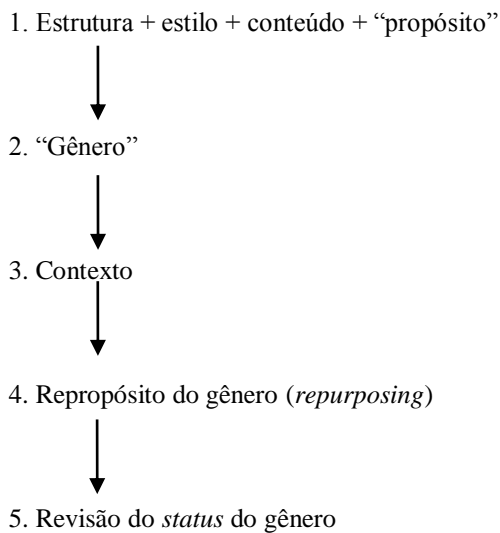 1. Estrutura + estilo + conteúdo + “propósito”
2. “Gênero”
3. Contexto
4. Repropósito do gênero (repurposing)
5. Revisão do status do gênero